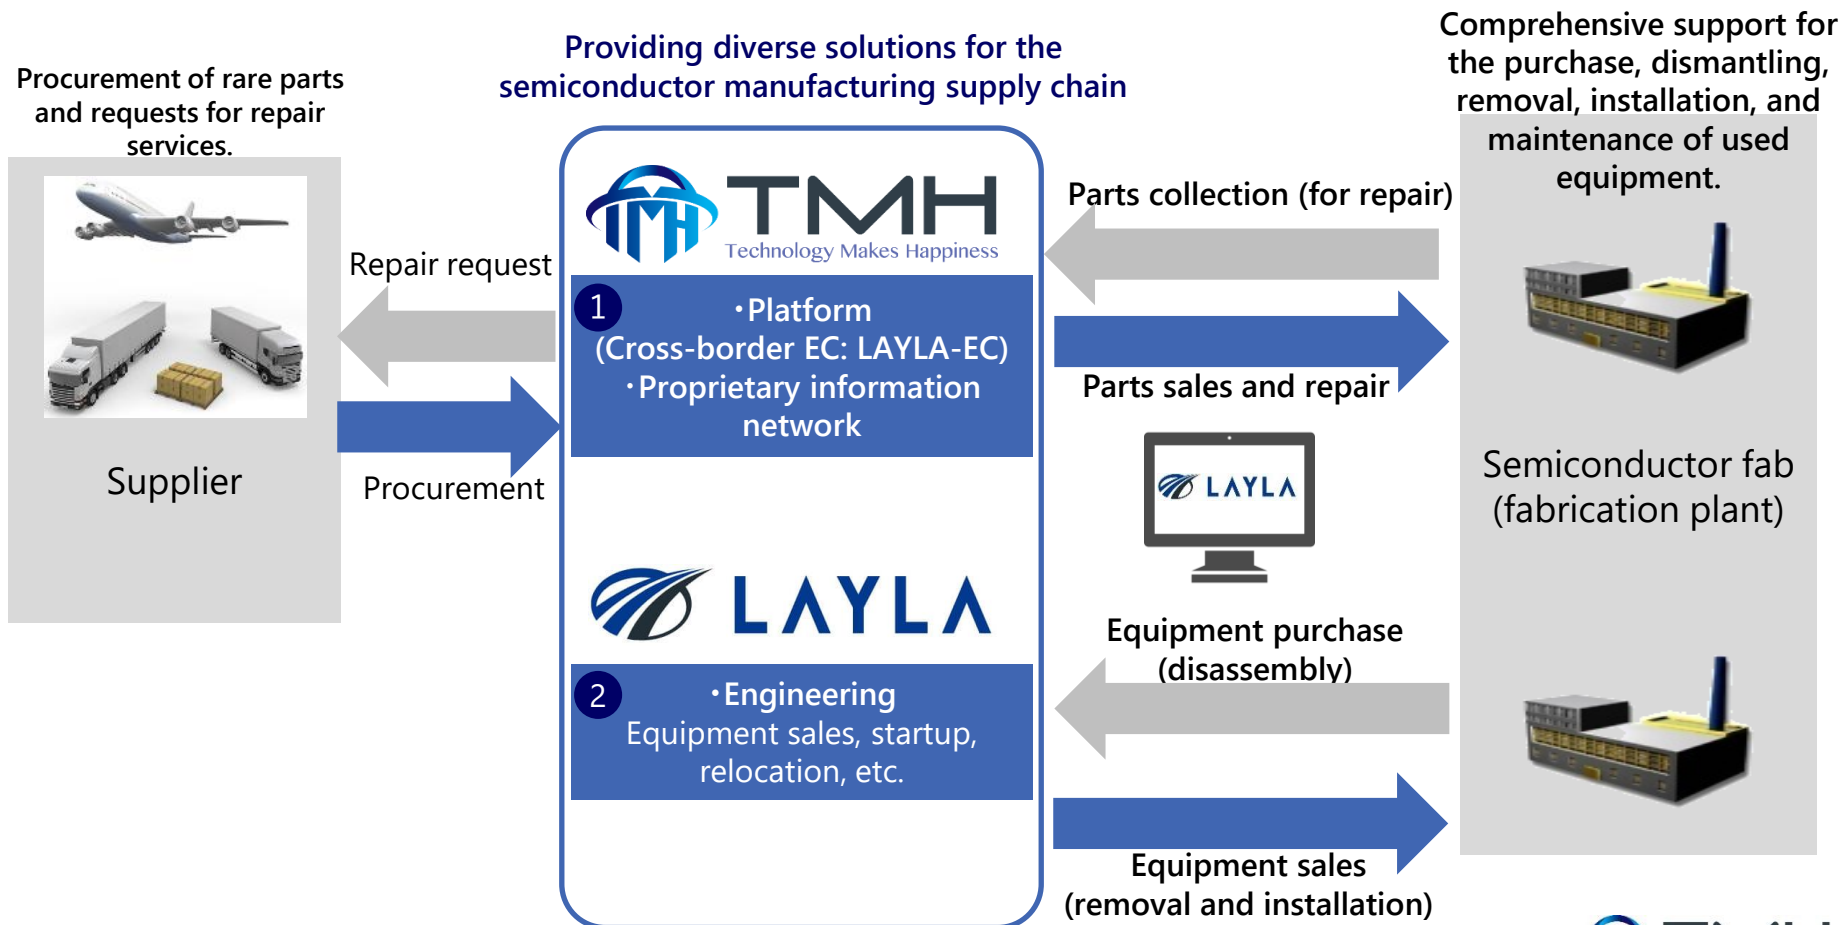 Procurement of rare parts
and requests for repair
services.
Supplier
Repair request
Procurement
Providing diverse solutions for the
semiconductor manufacturing supply chain
TMH
TMH
Technology Makes Happiness
1
・Platform
(Cross-border EC: LAYLA-EC)
・Proprietary information
network
LAYLA
2
・Engineering
Equipment sales, startup,
relocation, etc.
Parts collection (for repair)
Parts sales and repair
LAYLA
Equipment purchase
(disassembly)
Equipment sales
(removal and installation)
Comprehensive support for
the purchase, dismantling,
removal, installation, and
maintenance of used
equipment.
Semiconductor fab
(fabrication plant)